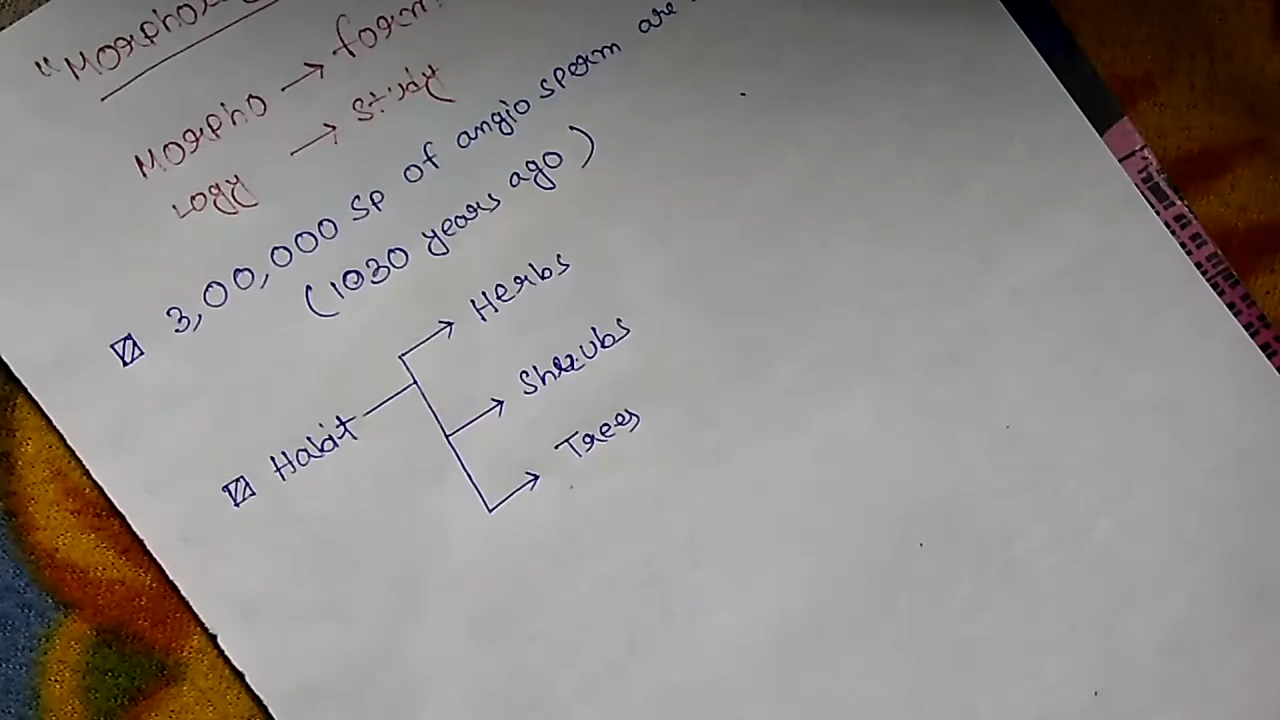 Morpho → form
Logy → Study
3,00,000 sp of angio sperm are
(1030 years ago)
Habit → Herbs
→ Shrubs
→ Trees